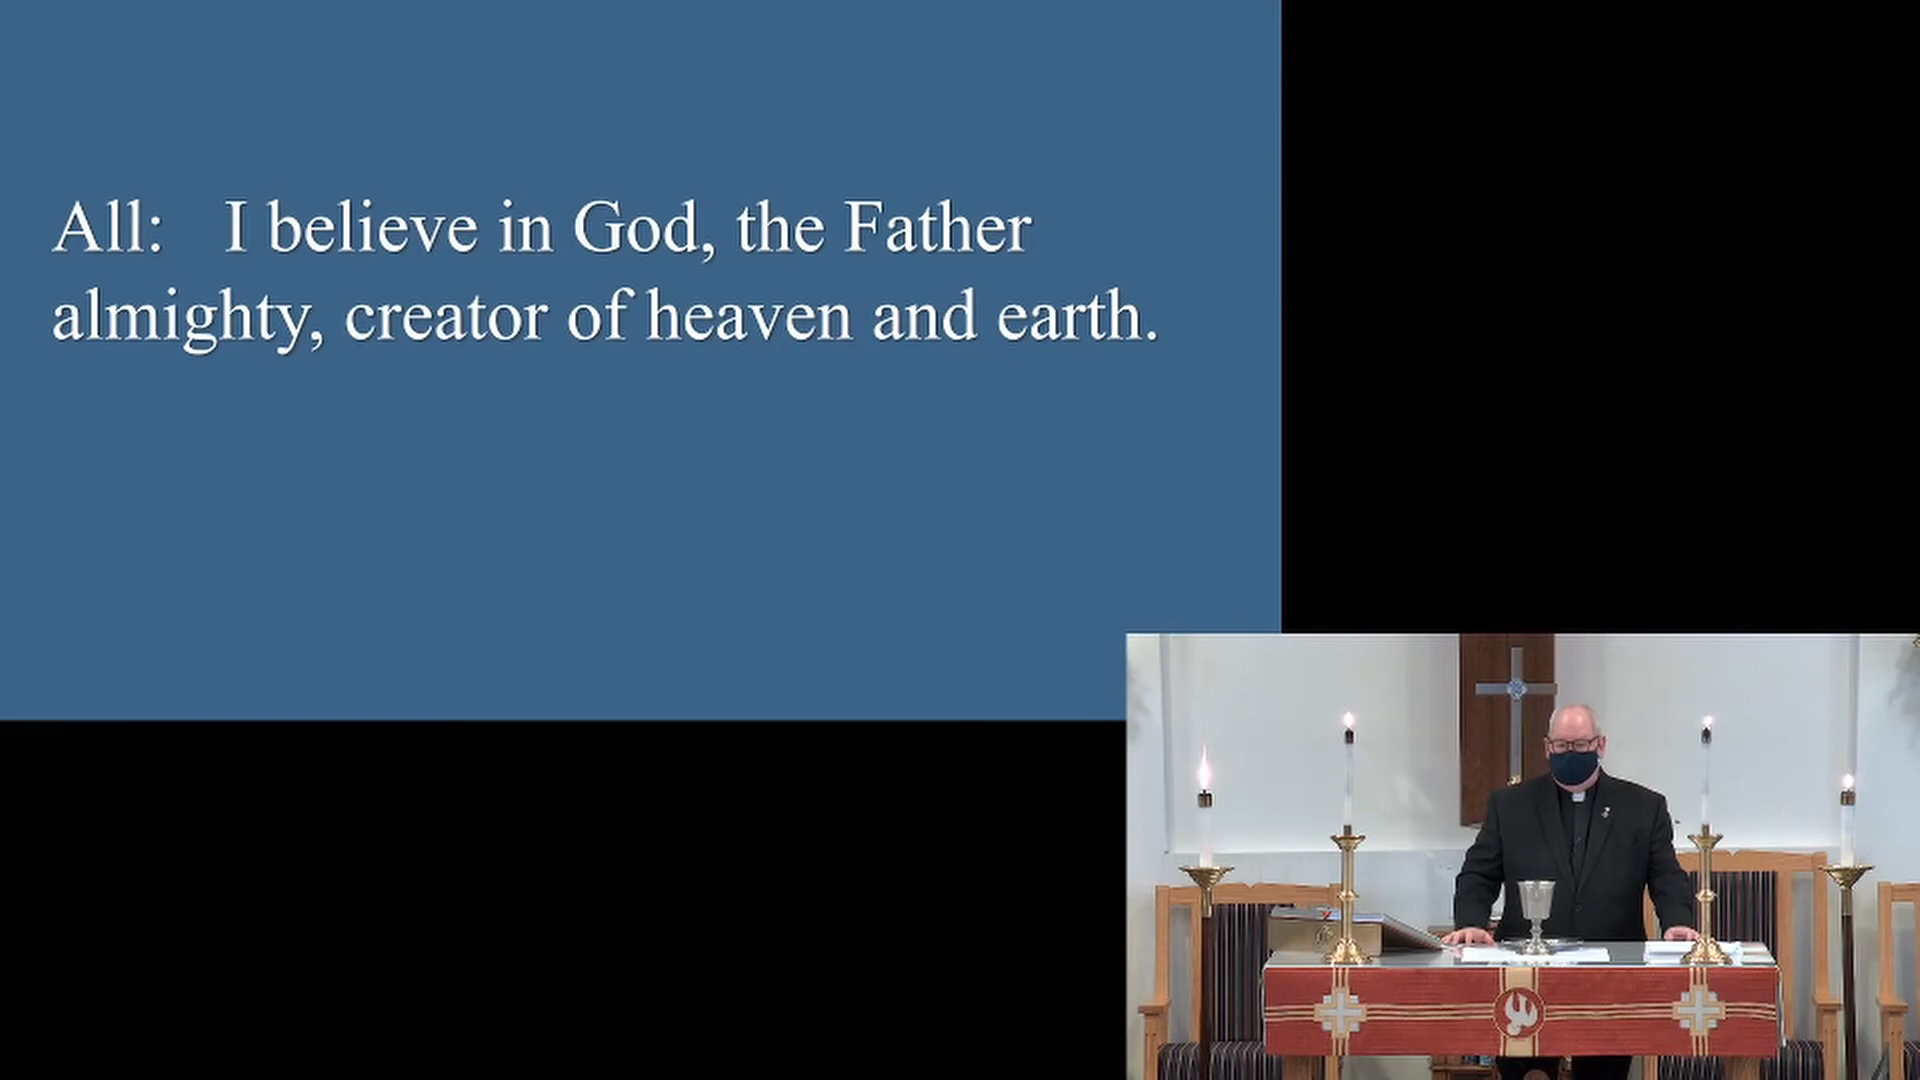 All: I believe in God, the Father
almighty, creator of heaven and earth.